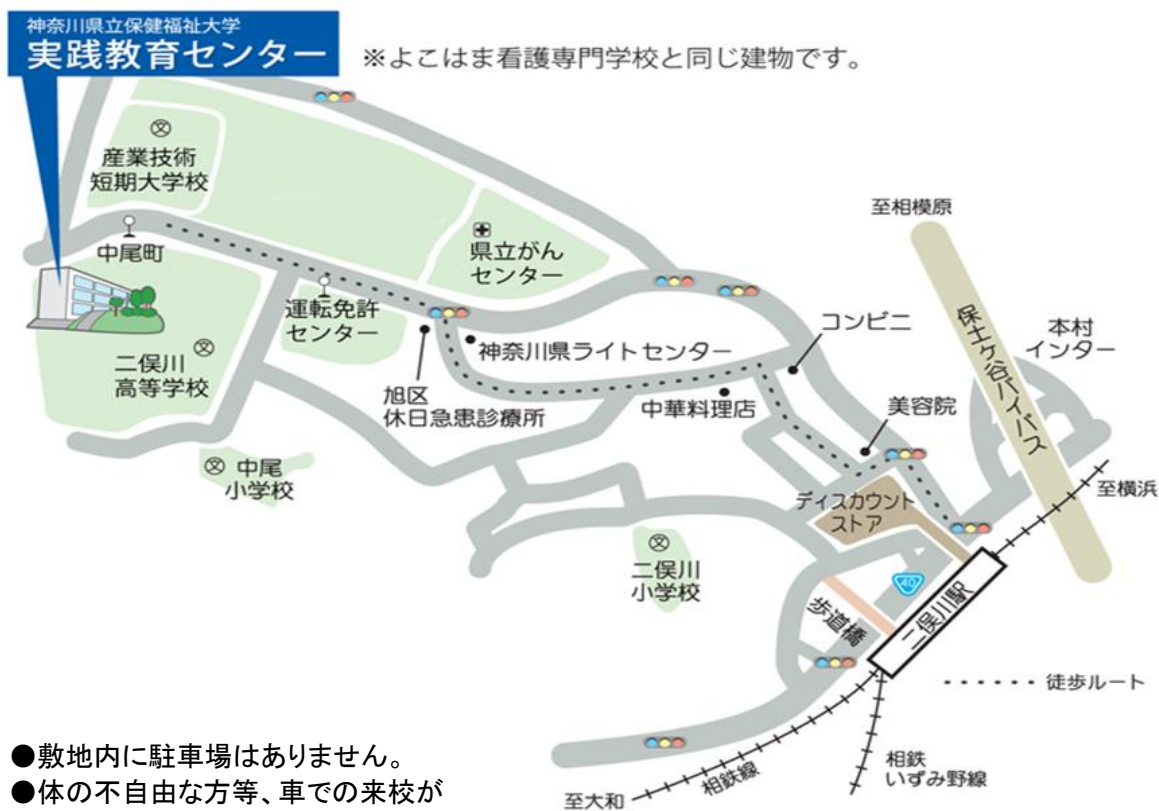 神奈川県立保健福祉大学
実践教育センター
※よこはま看護専門学校と同じ建物です。
産業技術
短期大学校
中尾町
県立がん
センター
至相模原
運転免許
センター
コンビニ
保土ヶ谷バイパス
本村
インター
神奈川県ライトセンター
二俣川
高等学校
旭区
休日急患診療所
中華料理店
美容院
中尾
小学校
ディスカウント
ストア
至横浜
二俣川
小学校
40
歩道橋
二俣川駅
徒歩ルート
●敷地内に駐車場はありません。
●体の不自由な方等、車での来校が
相鉄線
相鉄
いずみ野線
至大和